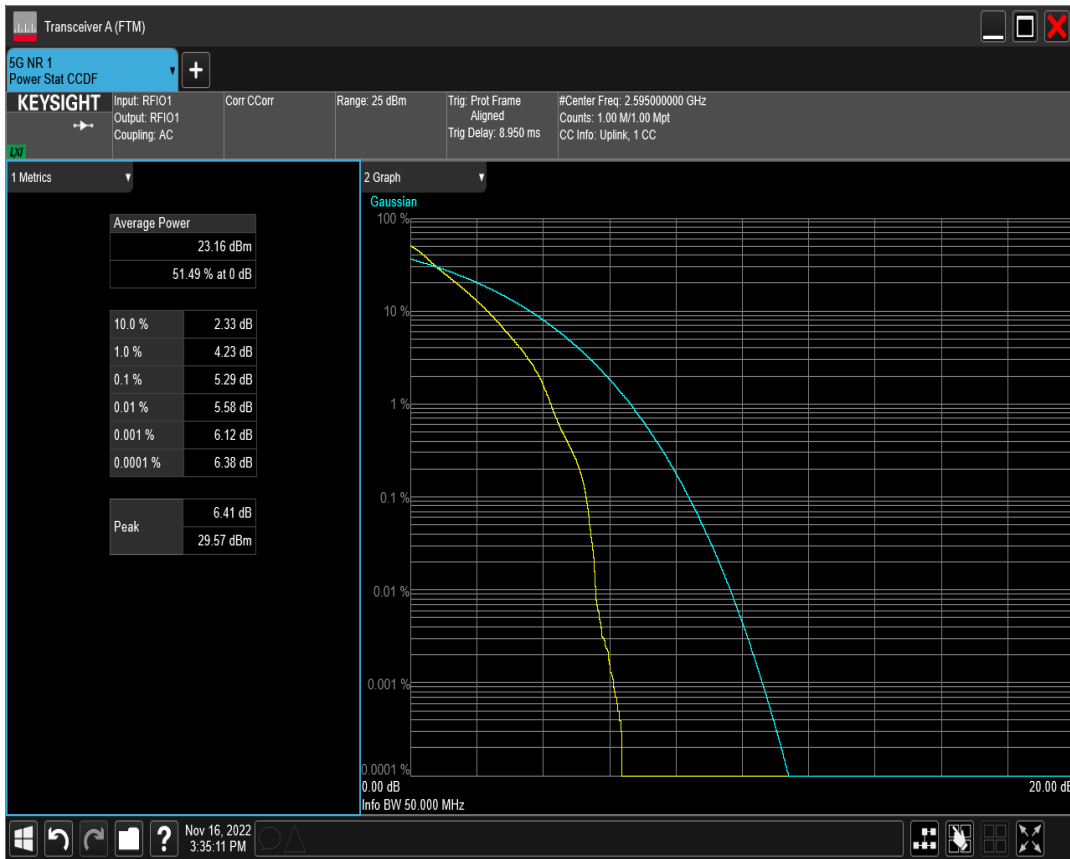 Transceiver A (FTM)
5G NR 1
Power Stat CCDF
+
KEYSIGHT
LXI
Input: RFIO1
Output: RFIO1
Coupling: AC
Corr CCorr
Range: 25 dBm
Trig: Prot Frame
Aligned
Trig Delay: 8.950 ms
#Center Freq: 2.595000000 GHz
Counts: 1.00 M/1.00 Mpt
CC Info: Uplink, 1 CC
1 Metrics
Average Power
23.16 dBm
51.49 % at 0 dB
10.0 % 2.33 dB
1.0 % 4.23 dB
0.1 % 5.29 dB
0.01 % 5.58 dB
0.001 % 6.12 dB
0.0001 % 6.38 dB
Peak
6.41 dB
29.57 dBm
2 Graph
Gaussian
100 %
10 %
1 %
0.1 %
0.01 %
0.001 %
0.0001 %
0.00 dB 20.00 dB
Info BW 50.000 MHz
?
Nov 16, 2022
3:35:11 PM